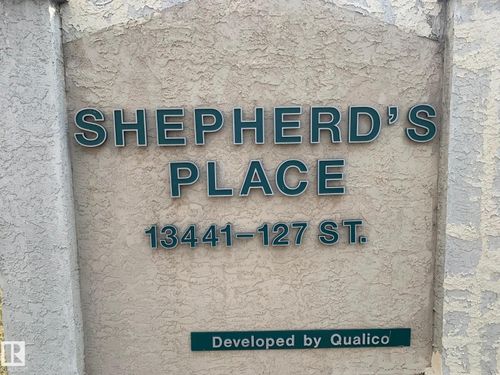 SHEPHERD'S
PLACE
13441-127 ST.
Developed by Qualico